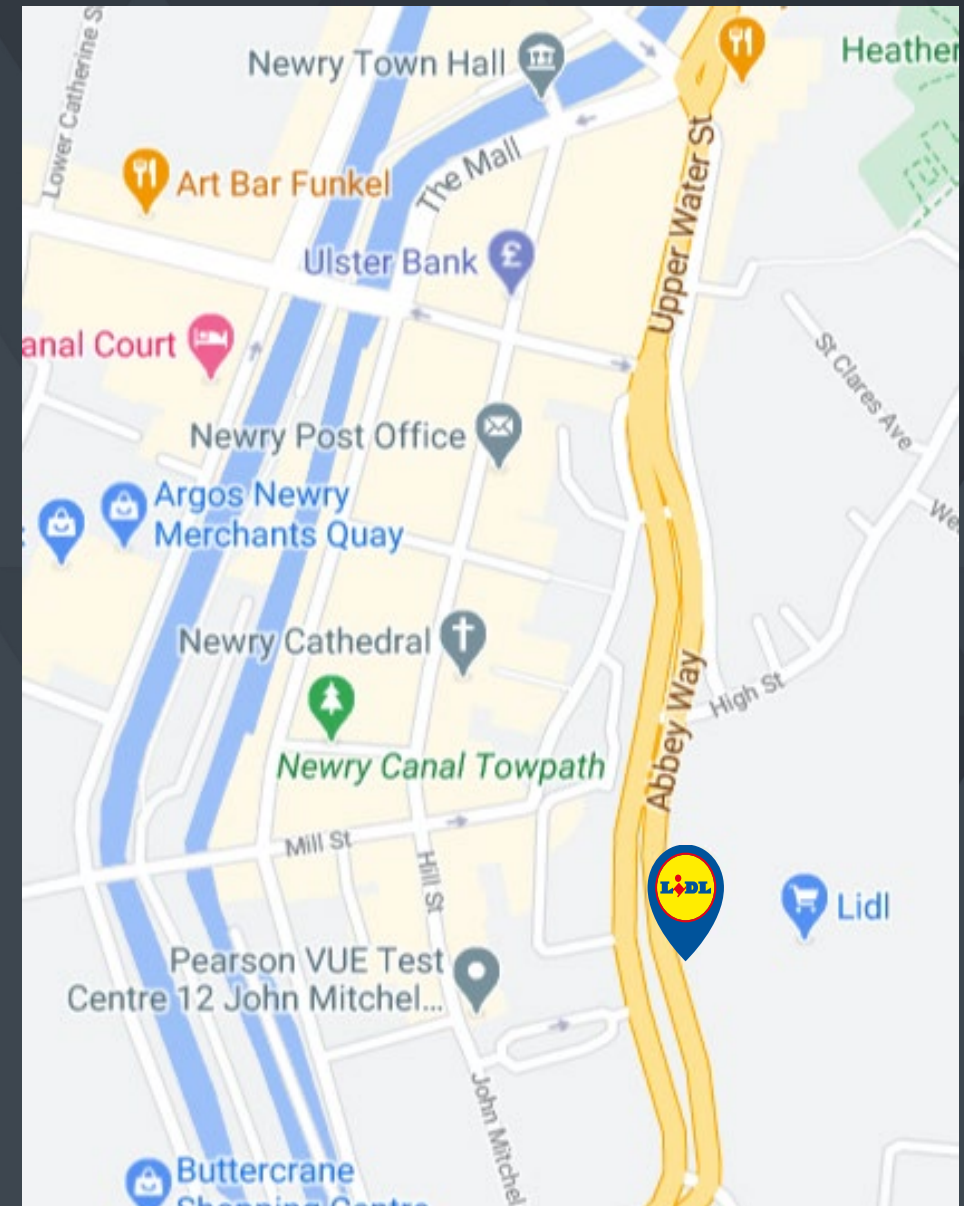 Lower Catherine S
Newry Town Hall
Heather
Art Bar Funkel
The Mall
Upper Water St
Ulster Bank
£
anal Court
St Clares Ave
Newry Post Office
Argos Newry
Merchants Quay
We
Newry Cathedral
High St
Abbey Way
Newry Canal Towpath
Mill St
Hill St
LiDL
Lidl
Pearson VUE Test
Centre 12 John Mitchel...
John Mitchel
Buttercrane
Shopping Centre